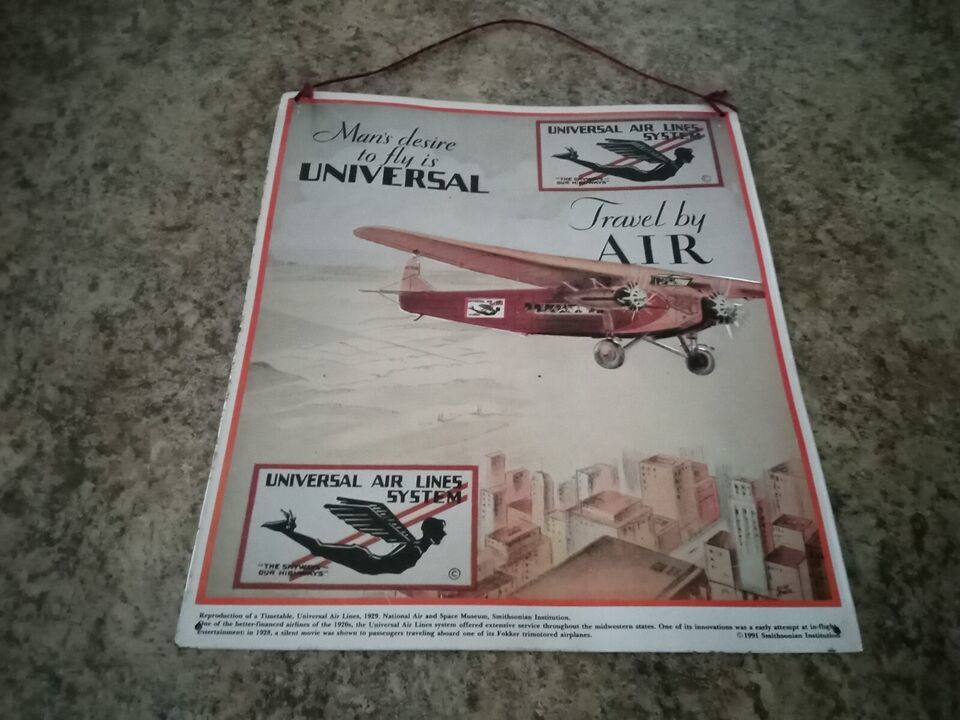 Man's desire
to fly is
UNIVERSAL
UNIVERSAL AIR LINES
SYSTEM
"THE SKYWAYS—
OUR HIGHWAYS"
©
Travel by
AIR
UNIVERSAL AIR LINES
SYSTEM
"THE SKYWAYS—
OUR HIGHWAYS"
©
Reproduction of a Timetable, Universal Air Lines, 1929. National Air and Space Museum, Smithsonian Institution.
One of the better-financed airlines of the 1920s, the Universal Air Lines system offered extensive service throughout the midwestern states. One of its innovations was a early attempt at in-flight
entertainment: in 1928, a silent movie was shown to passengers traveling aboard one of its Fokker trimotored airplanes.
© 1991 Smithsonian Institution